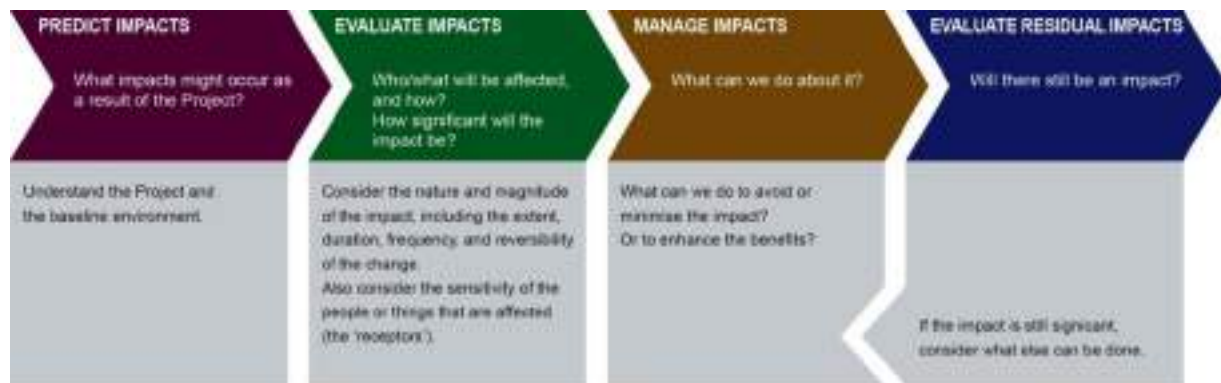 PREDICT IMPACTS
What impacts might occur as
a result of the Project?
Understand the Project and
the baseline environment.
EVALUATE IMPACTS
Who/what will be affected,
and how?
How significant will the
impact be?
Consider the nature and magnitude
of the impact, including the extent,
duration, frequency, and reversibility
of the change.
Also consider the sensitivity of the
people or things that are affected
(the 'receptors').
MANAGE IMPACTS
What can we do about it?
What can we do to avoid or
minimise the impact?
Or to enhance the benefits?
EVALUATE RESIDUAL IMPACTS
Will there still be an impact?
If the impact is still signicant,
consider what else can be done.